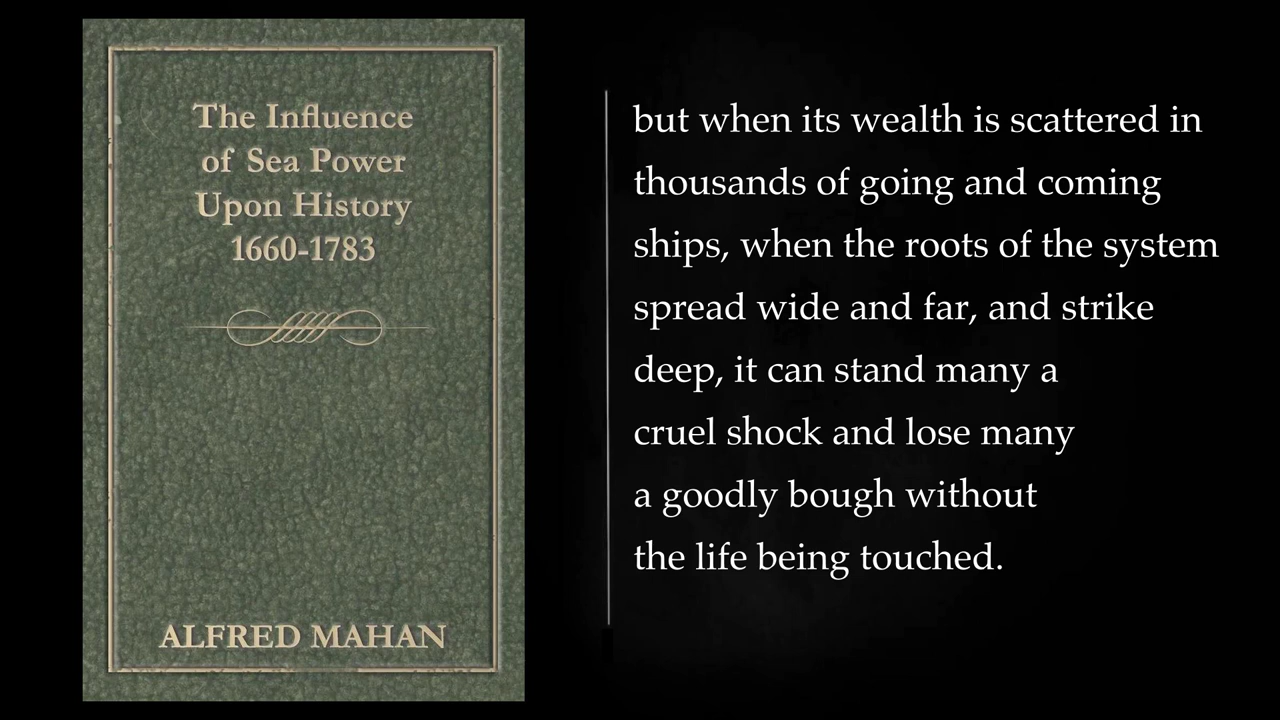 The Influence
of Sea Power
Upon History
1660-1783
ALFRED MAHAN
but when its wealth is scattered in
thousands of going and coming
ships, when the roots of the system
spread wide and far, and strike
deep, it can stand many a
cruel shock and lose many
a goodly bough without
the life being touched.